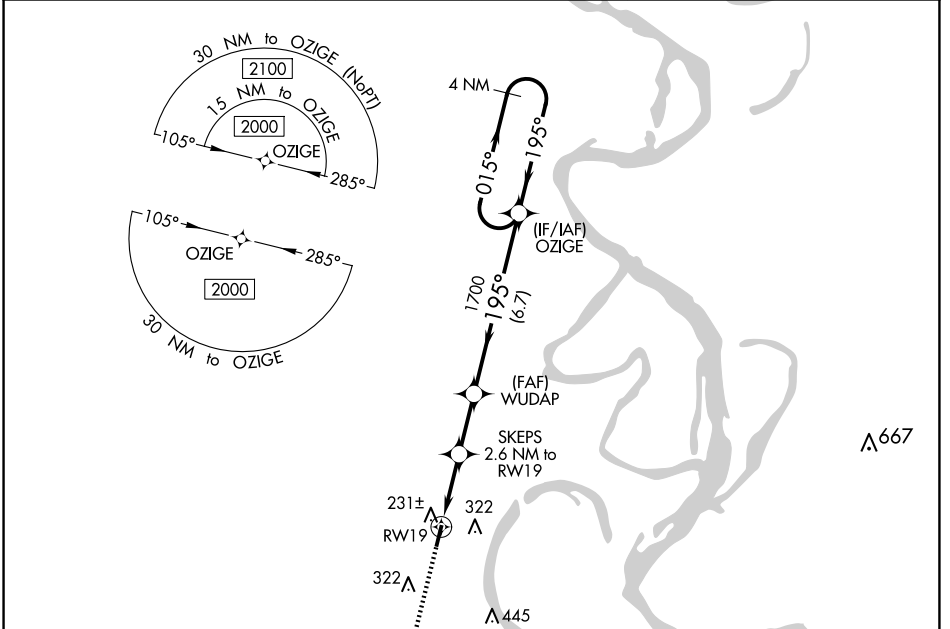 30 NM to OZIGE (NoPT)
2100
15 NM to OZIGE
2000
105°
OZIGE
285°
105°
OZIGE
285°
2000
30 NM to OZIGE
4 NM
015°
195°
(IF/IAF)
OZIGE
1700
195°
(6.7)
(FAF)
WUDAP
SKEPS
2.6 NM to
RW19
667
231±
322
RW19
322
445